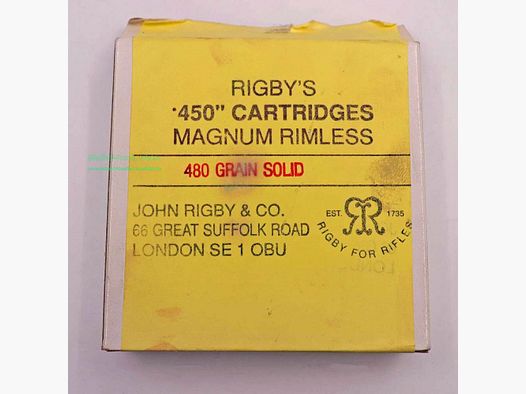 RIGBY'S
·450" CARTRIDGES
MAGNUM RIMLESS
480 GRAIN SOLID
JOHN RIGBY & CO.
66 GREAT SUFFOLK ROAD
LONDON SE 1 OBU
EST. RR 1735
RIGBY FOR RIFLES